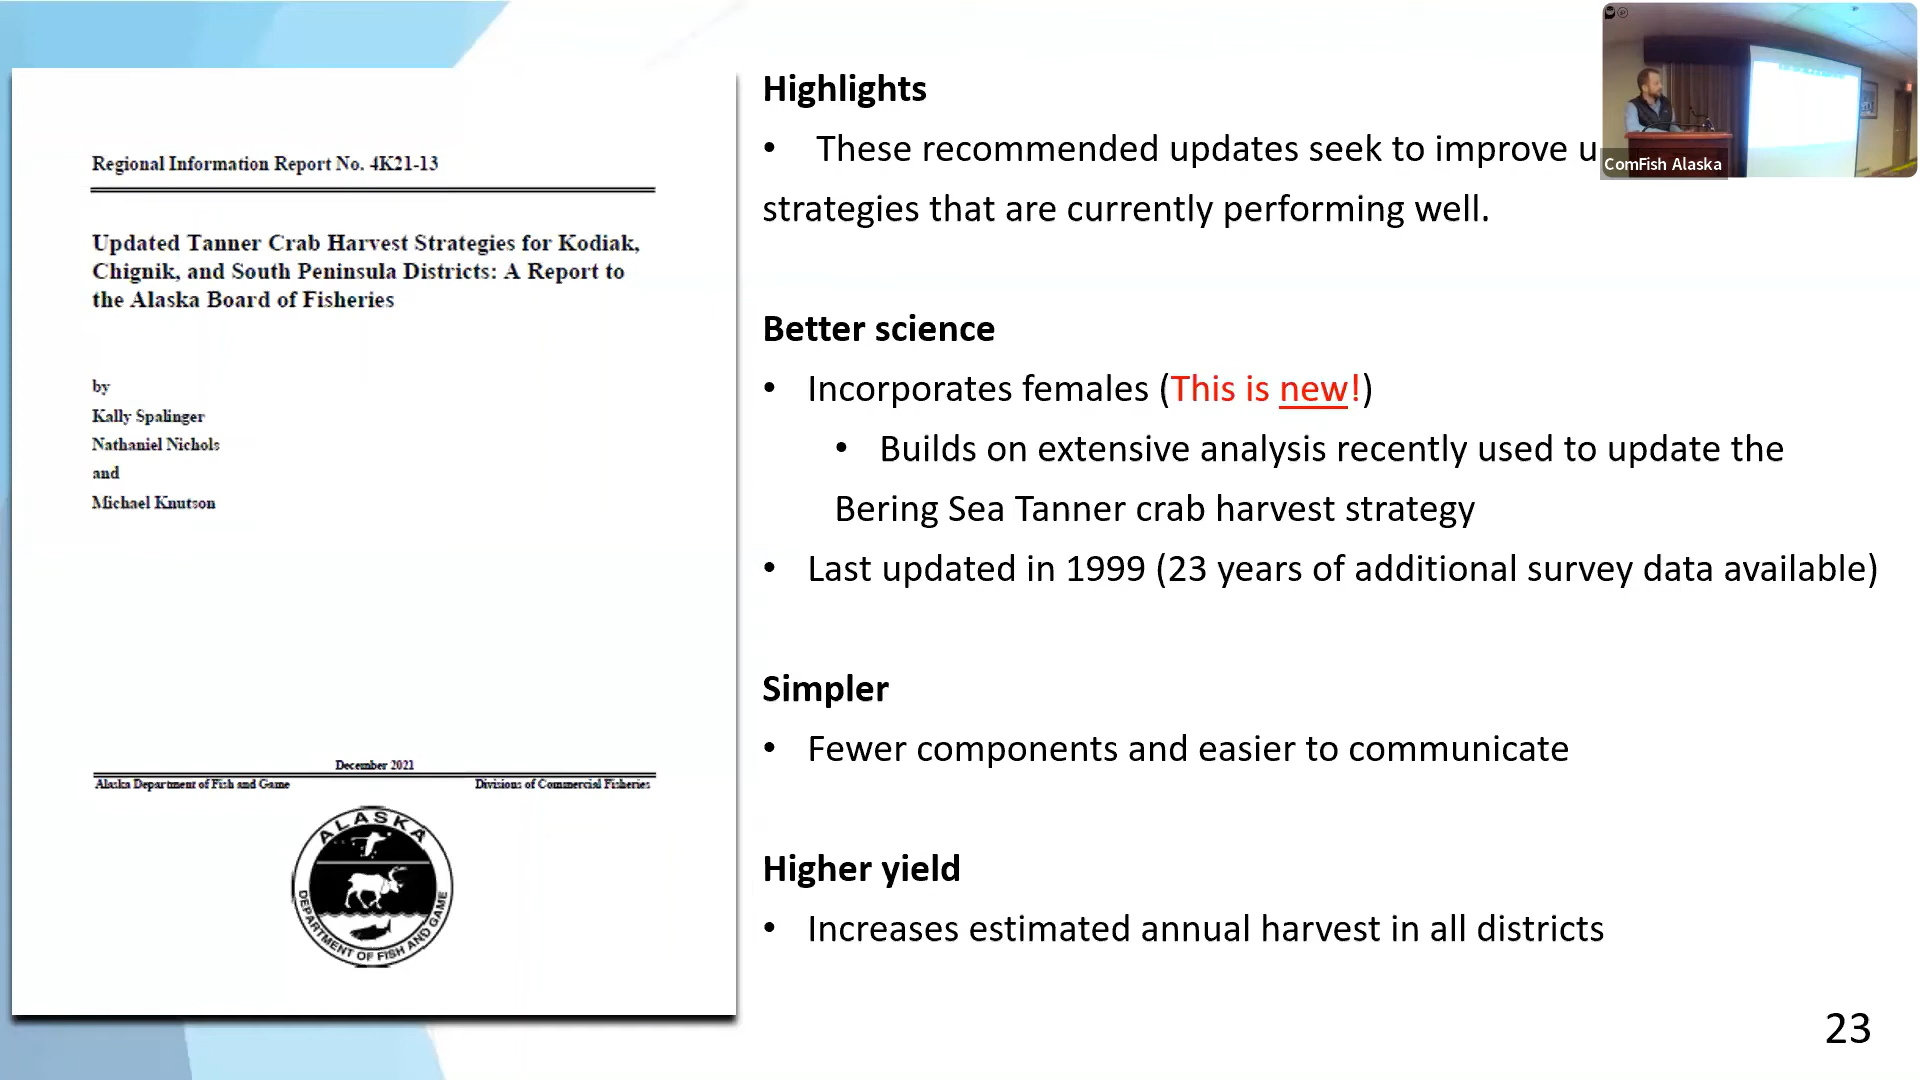 Regional Information Report No. 4K21-13
Updated Tanner Crab Harvest Strategies for Kodiak,
Chignik, and South Peninsula Districts: A Report to
the Alaska Board of Fisheries
by
Kally Spalinger
Nathaniel Nichols
and
Michael Knutson
December 2021
Alaska Department of Fish and Game
Divisions of Commercial Fisheries
ALASKA
DEPARTMENT OF FISH AND GAME
Highlights
• These recommended updates seek to improve
strategies that are currently performing well.
Better science
• Incorporates females (This is new!)
• Builds on extensive analysis recently used to update the
Bering Sea Tanner crab harvest strategy
• Last updated in 1999 (23 years of additional survey data available)
Simpler
• Fewer components and easier to communicate
Higher yield
• Increases estimated annual harvest in all districts
23
ComFish Alaska